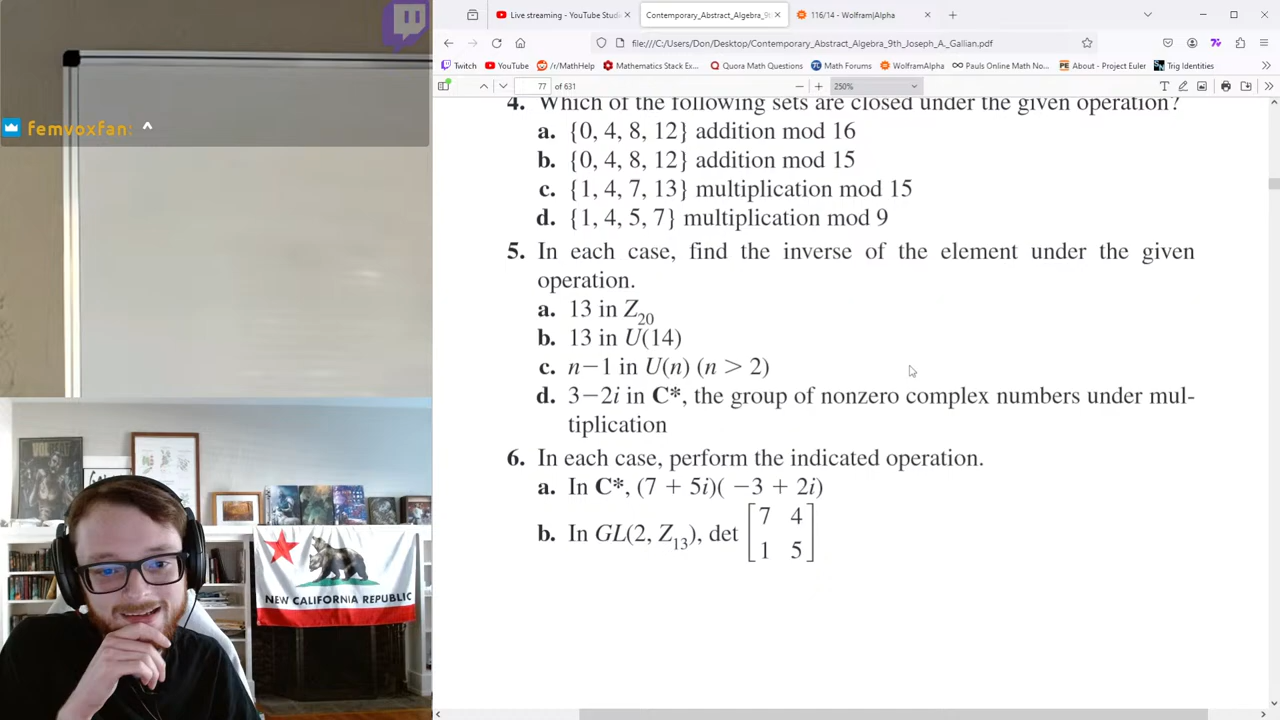 femvoxfan: ^
VOLBEAT
NEW CALIFORNIA REPUBLIC
Live streaming - YouTube Studi
Contemporary_Abstract_Algebra_9t
116/14 - Wolfram|Alpha
file:///C:/Users/Don/Desktop/Contemporary_Abstract_Algebra_9th_Joseph_A._Gallian.pdf
Twitch YouTube /r/MathHelp Mathematics Stack Ex... Quora Math Questions Math Forums WolframAlpha Pauls Online Math No... About - Project Euler Trig Identities
77 of 631 250%
4. Which of the following sets are closed under the given operation?
a. {0, 4, 8, 12} addition mod 16
b. {0, 4, 8, 12} addition mod 15
c. {1, 4, 7, 13} multiplication mod 15
d. {1, 4, 5, 7} multiplication mod 9
5. In each case, find the inverse of the element under the given
operation.
a. 13 in Z20
b. 13 in U(14)
c. n−1 in U(n) (n > 2)
d. 3−2i in C*, the group of nonzero complex numbers under mul-
tiplication
6. In each case, perform the indicated operation.
a. In C*, (7 + 5i)( −3 + 2i)
b. In GL(2, Z13), det [7 4
1 5]